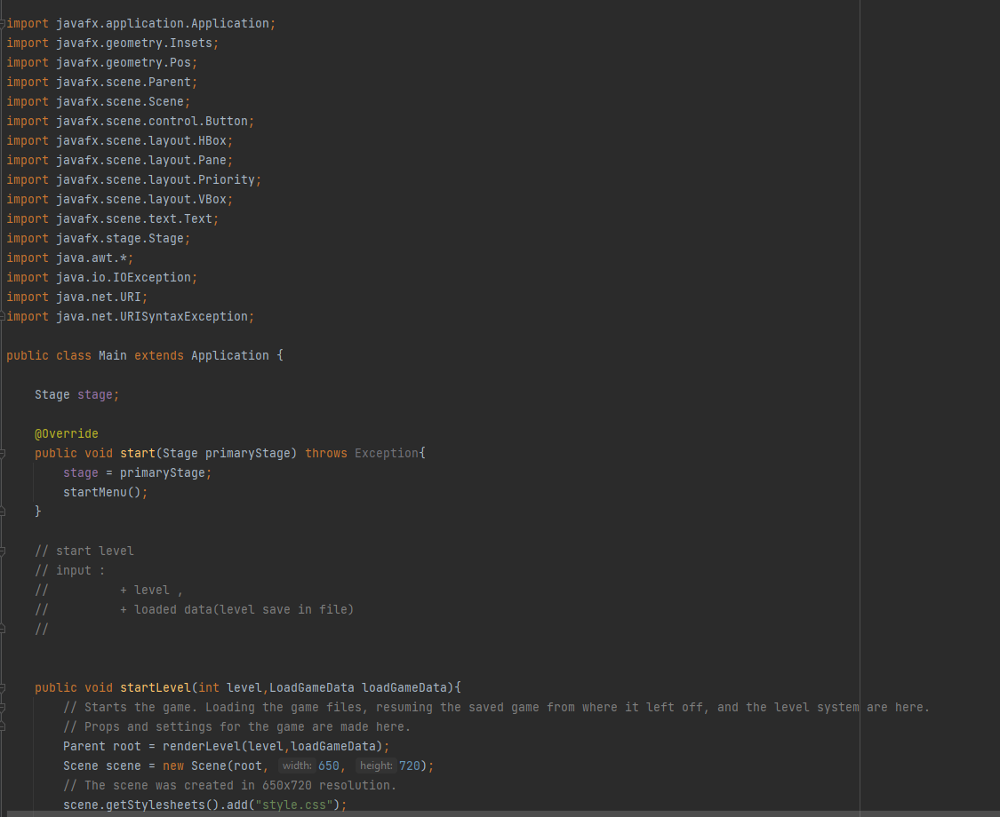 import javafx.application.Application;
import javafx.geometry.Insets;
import javafx.geometry.Pos;
import javafx.scene.Parent;
import javafx.scene.Scene;
import javafx.scene.control.Button;
import javafx.scene.layout.HBox;
import javafx.scene.layout.Pane;
import javafx.scene.layout.Priority;
import javafx.scene.layout.VBox;
import javafx.scene.text.Text;
import javafx.stage.Stage;
import java.awt.*;
import java.io.IOException;
import java.net.URI;
import java.net.URISyntaxException;

public class Main extends Application {

    Stage stage;

    @Override
    public void start(Stage primaryStage) throws Exception{
        stage = primaryStage;
        startMenu();
    }

    // start level
    // input :
    //          + level ,
    //          + loaded data(level save in file)
    //

    public void startLevel(int level,LoadGameData loadGameData){
        // Starts the game. Loading the game files, resuming the saved game from where it left off, and the level system are here.
        // Props and settings for the game are made here.
        Parent root = renderLevel(level,loadGameData);
        Scene scene = new Scene(root, width: 650, height: 720);
        // The scene was created in 650x720 resolution.
        scene.getStylesheets().add("style.css");